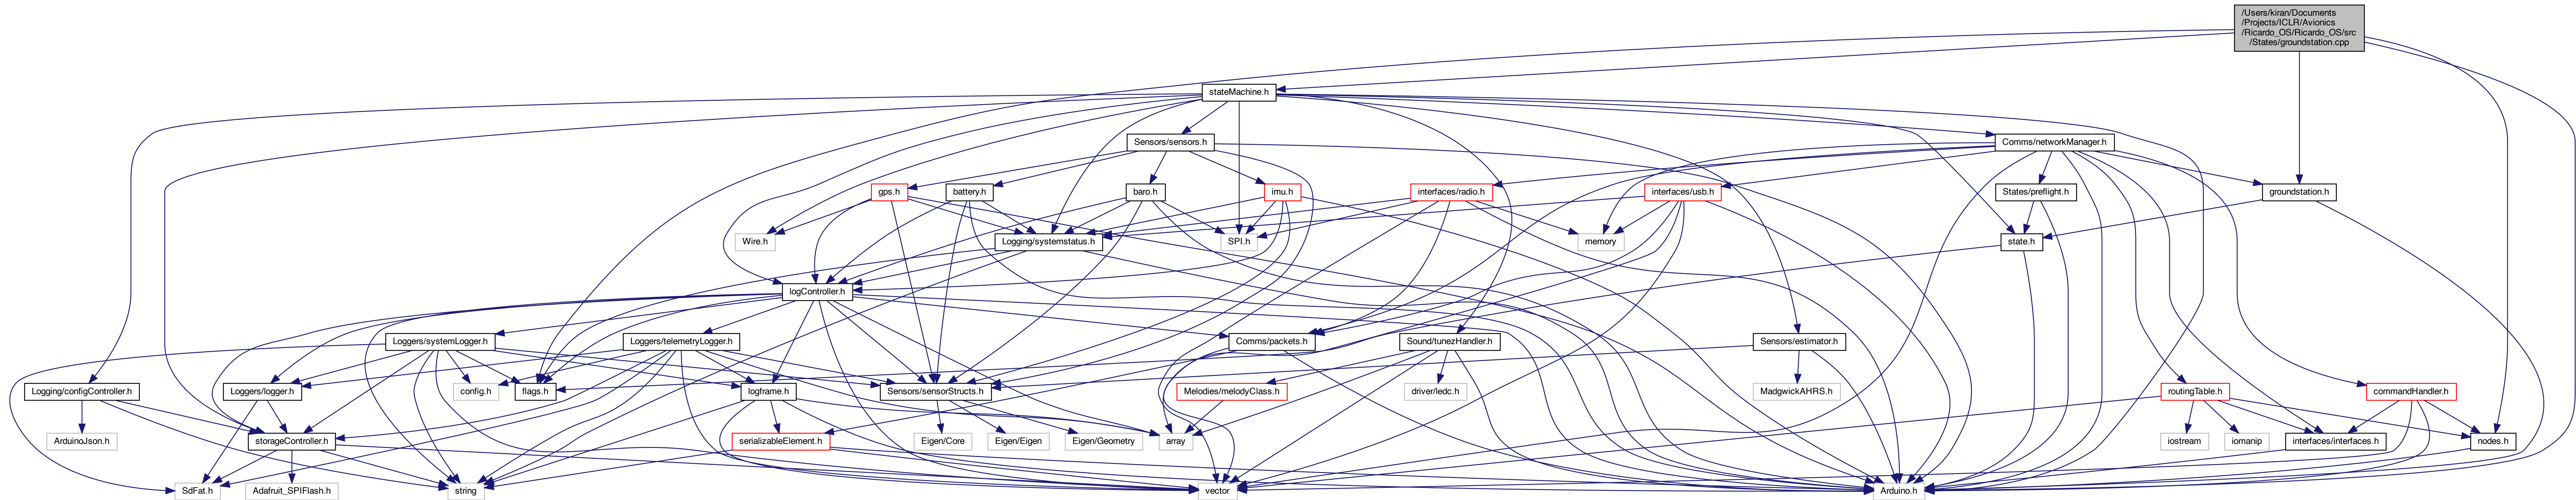 /Users/kiran/Documents
/Projects/ICLR/Avionics
/Ricardo_OS/Ricardo_OS/src
/States/groundstation.cpp
stateMachine.h
Sensors/sensors.h
Comms/networkManager.h
gps.h
battery.h
baro.h
imu.h
interfaces/radio.h
interfaces/usb.h
States/preflight.h
groundstation.h
Wire.h
Logging/systemstatus.h
SPI.h
memory
state.h
logController.h
Loggers/systemLogger.h
Loggers/telemetryLogger.h
Comms/packets.h
Sound/tunezHandler.h
Sensors/estimator.h
Logging/configController.h
Loggers/logger.h
config.h
flags.h
logframe.h
Sensors/sensorStructs.h
Melodies/melodyClass.h
driver/ledc.h
MadgwickAHRS.h
routingTable.h
commandHandler.h
ArduinoJson.h
storageController.h
serializableElement.h
Eigen/Core
Eigen/Eigen
Eigen/Geometry
array
iostream
iomanip
interfaces/interfaces.h
nodes.h
SdFat.h
Adafruit_SPIFlash.h
string
vector
Arduino.h